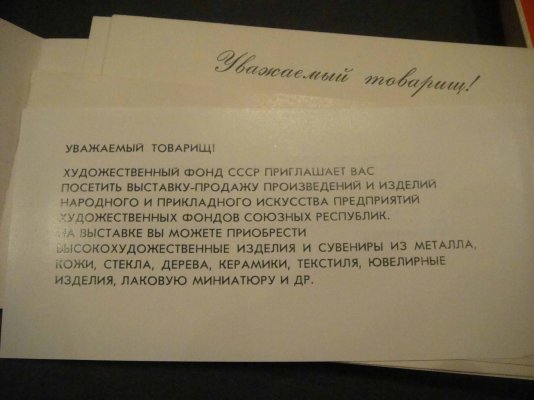 Уважаемый товарищ!
УВАЖАЕМЫЙ ТОВАРИЩ!
ХУДОЖЕСТВЕННЫЙ ФОНД СССР ПРИГЛАШАЕТ ВАС
ПОСЕТИТЬ ВЫСТАВКУ-ПРОДАЖУ ПРОИЗВЕДЕНИЙ И ИЗДЕЛИЙ
НАРОДНОГО И ПРИКЛАДНОГО ИСКУССТВА ПРЕДПРИЯТИЙ
ХУДОЖЕСТВЕННЫХ ФОНДОВ СОЮЗНЫХ РЕСПУБЛИК.
НА ВЫСТАВКЕ ВЫ МОЖЕТЕ ПРИОБРЕСТИ
ВЫСОКОХУДОЖЕСТВЕННЫЕ ИЗДЕЛИЯ И СУВЕНИРЫ ИЗ МЕТАЛЛА,
КОЖИ, СТЕКЛА, ДЕРЕВА, КЕРАМИКИ, ТЕКСТИЛЯ, ЮВЕЛИРНЫЕ
ИЗДЕЛИЯ, ЛАКОВУЮ МИНИАТЮРУ И ДР.